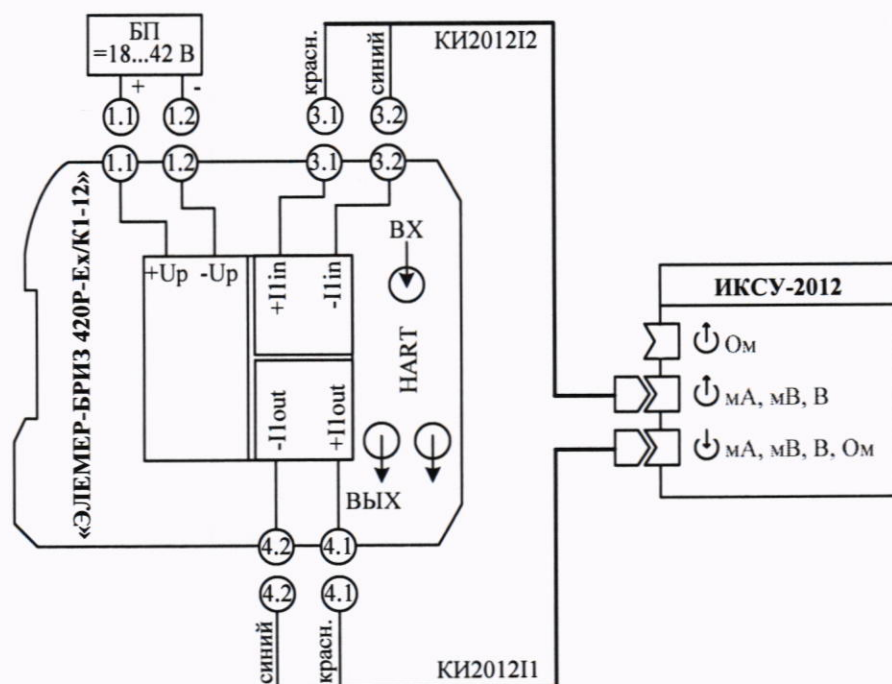 БП
=18...42 В
+
-
1.1
1.2
красн.
синий
КИ2012I2
3.1
3.2
1.1
1.2
3.1
3.2
«ЭЛЕМЕР-БРИЗ 420Р-Ex/К1-12»
+Up
-Up
+I1in
-I1in
ВХ
HART
-I1out
+I1out
ВЫХ
ИКСУ-2012
Ом
мА, мВ, В
мА, мВ, В, Ом
4.2
4.1
4.2
4.1
синий
красн.
КИ2012I1